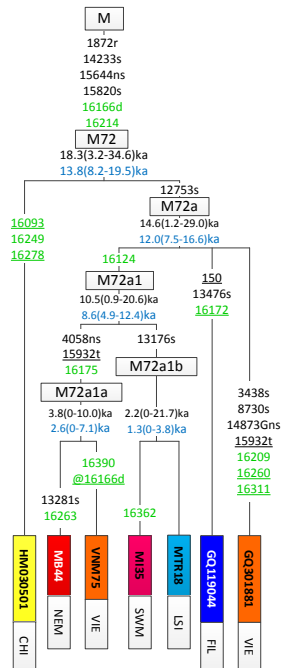 M
1872r
14233s
15644ns
15820s
16166d
16214
M72
18.3(3.2-34.6)ka
13.8(8.2-19.5)ka
12753s
16093
16249
16278
M72a
14.6(1.2-29.0)ka
12.0(7.5-16.6)ka
16124
M72a1
10.5(0.9-20.6)ka
8.6(4.9-12.4)ka
150
13476s
16172
4058ns
15932t
16175
13176s
M72a1a
3.8(0-10.0)ka
2.6(0-7.1)ka
M72a1b
2.2(0-21.7)ka
1.3(0-3.8)ka
3438s
8730s
14873Gns
15932t
16209
16260
16311
13281s
16263
16390
@16166d
16362
HM030501
MB44
VNM75
MI35
MTR18
GQ119044
GQ301881
CHI
NEM
VIE
SWM
LSI
FIL
VIE